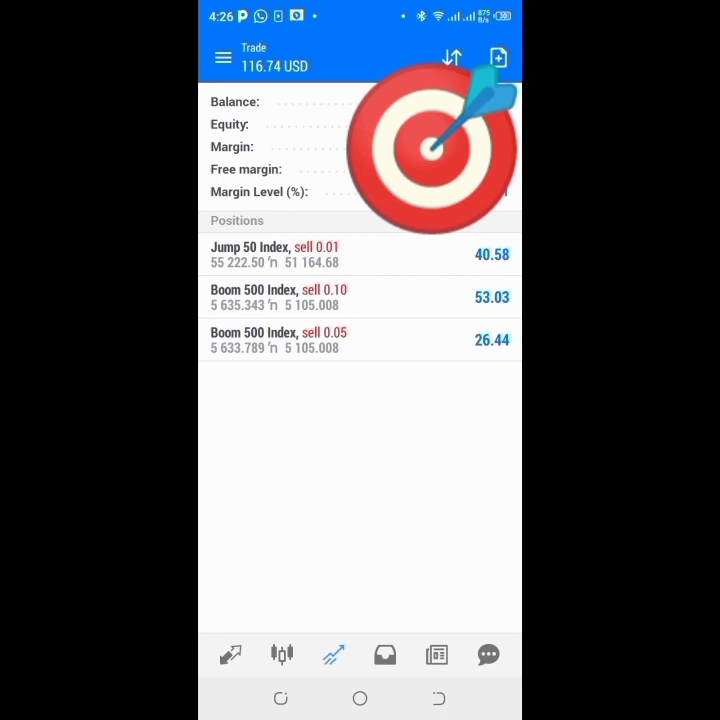 4:26
875
B/s
30
Trade
116.74 USD
Balance:
Equity:
Margin:
Free margin:
Margin Level (%):
Positions
Jump 50 Index, sell 0.01
55 222.50 51 164.68
40.58
Boom 500 Index, sell 0.10
5 635.343 5 105.008
53.03
Boom 500 Index, sell 0.05
5 633.789 5 105.008
26.44